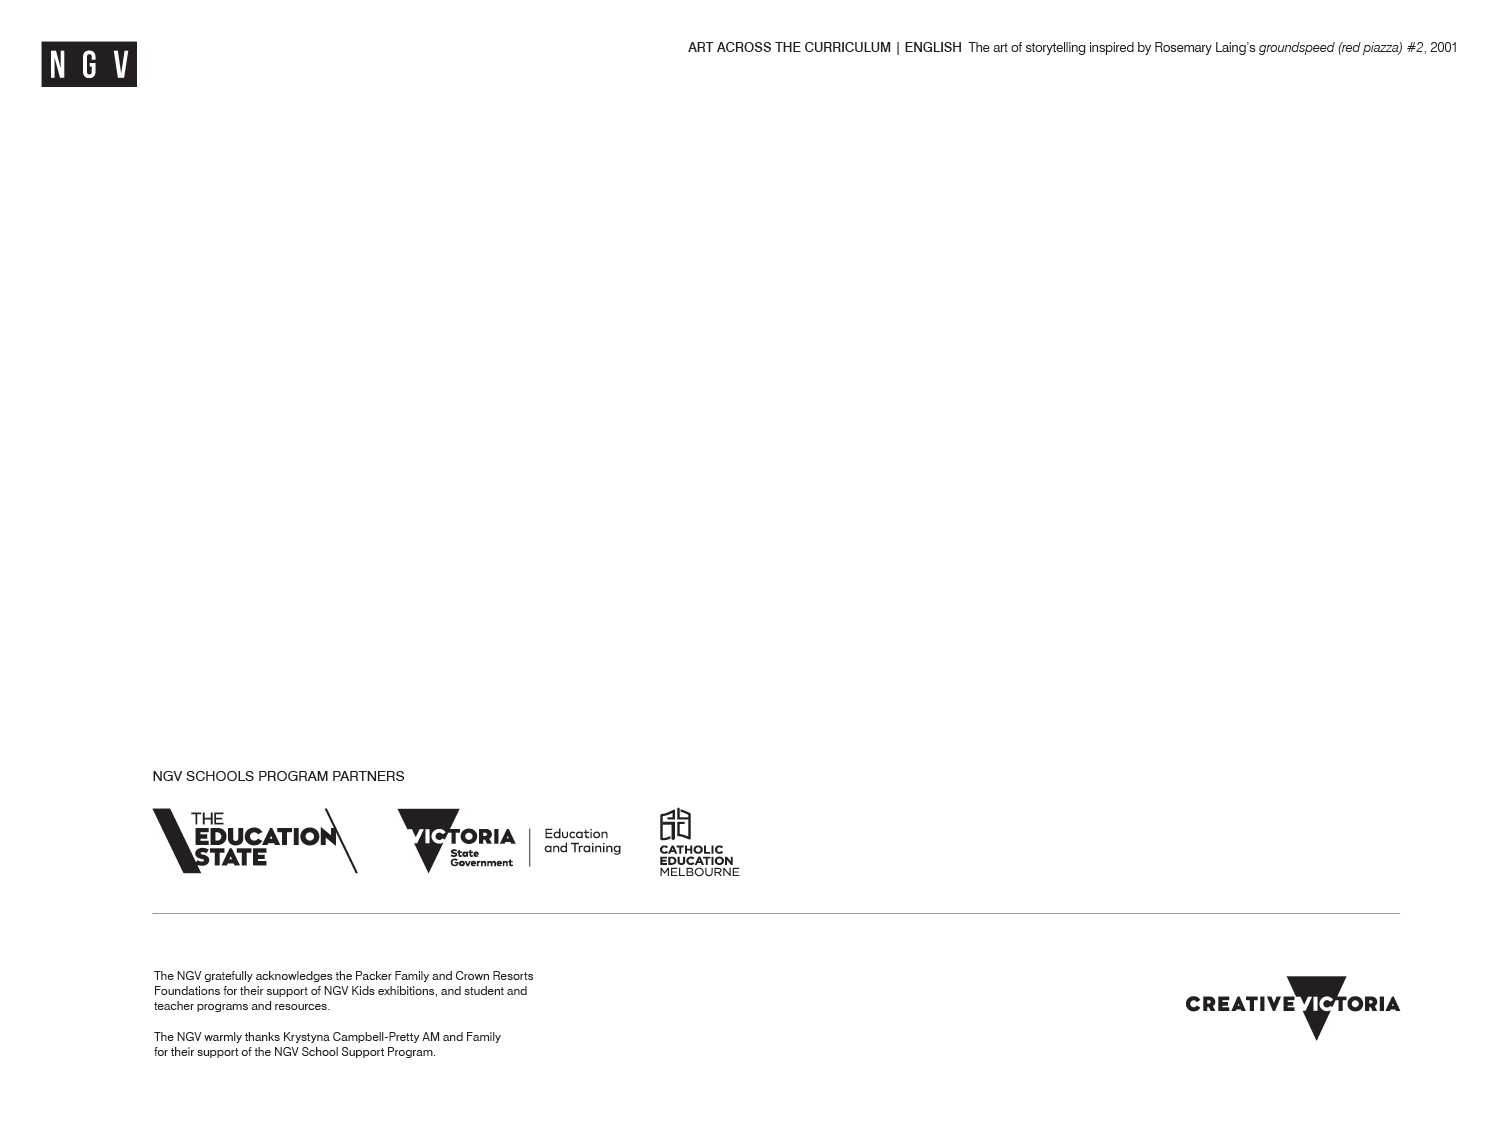 NGV
ART ACROSS THE CURRICULUM | ENGLISH The art of storytelling inspired by Rosemary Laing’s groundspeed (red piazza) #2, 2001
NGV SCHOOLS PROGRAM PARTNERS
THE
EDUCATION
STATE
VICTORIA
State
Government
Education
and Training
CATHOLIC
EDUCATION
MELBOURNE
The NGV gratefully acknowledges the Packer Family and Crown Resorts
Foundations for their support of NGV Kids exhibitions, and student and
teacher programs and resources.
The NGV warmly thanks Krystyna Campbell-Pretty AM and Family
for their support of the NGV School Support Program.
CREATIVE VICTORIA